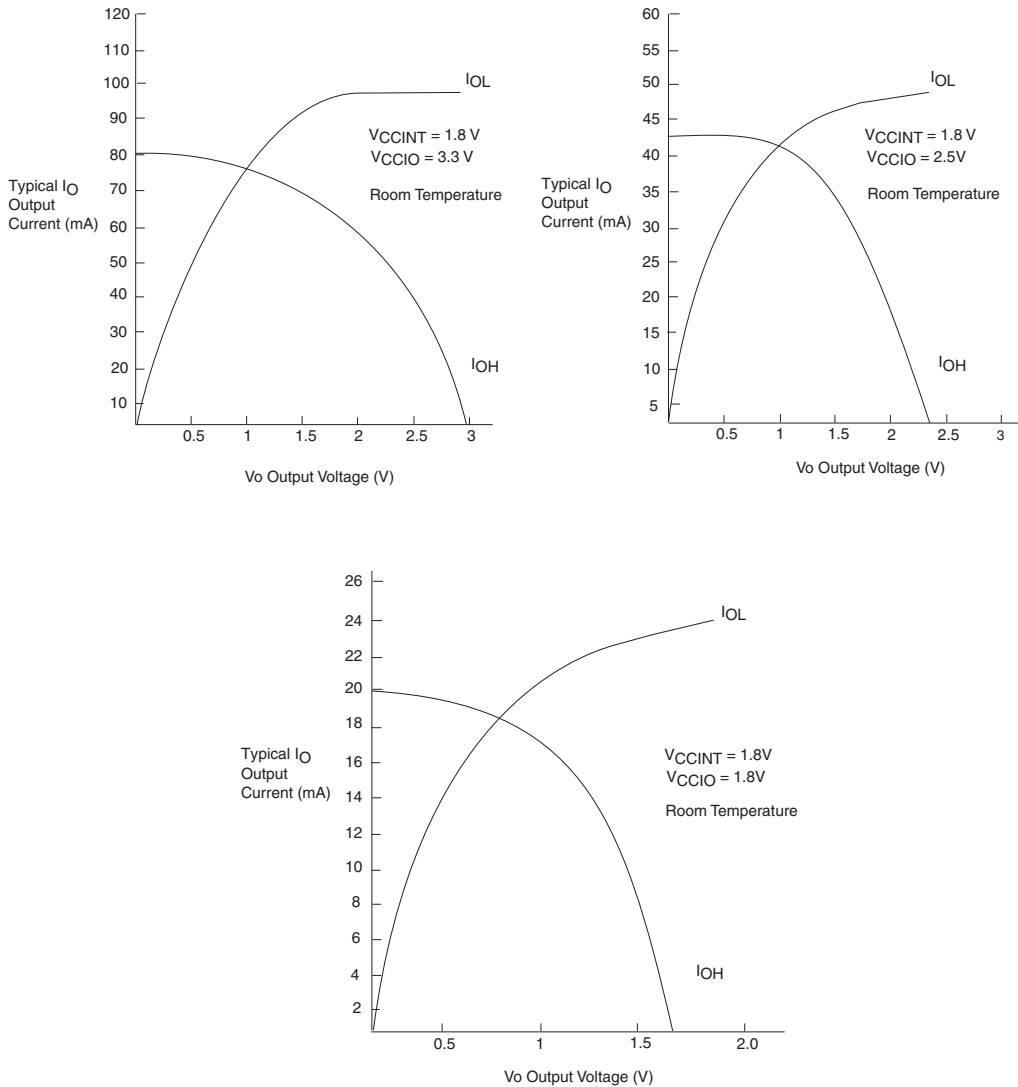 120
110
100
90
80
70
60
50
40
30
20
10
Typical IO
Output
Current (mA)
IOL
VCCINT = 1.8 V
VCCIO = 3.3 V
Room Temperature
IOH
0.5 1 1.5 2 2.5 3
Vo Output Voltage (V)
60
55
50
45
40
35
30
25
20
15
10
5
Typical IO
Output
Current (mA)
IOL
VCCINT = 1.8 V
VCCIO = 2.5V
Room Temperature
IOH
0.5 1 1.5 2 2.5 3
Vo Output Voltage (V)
26
24
22
20
18
16
14
12
10
8
6
4
2
Typical IO
Output
Current (mA)
IOL
VCCINT = 1.8V
VCCIO = 1.8V
Room Temperature
IOH
0.5 1 1.5 2.0
Vo Output Voltage (V)